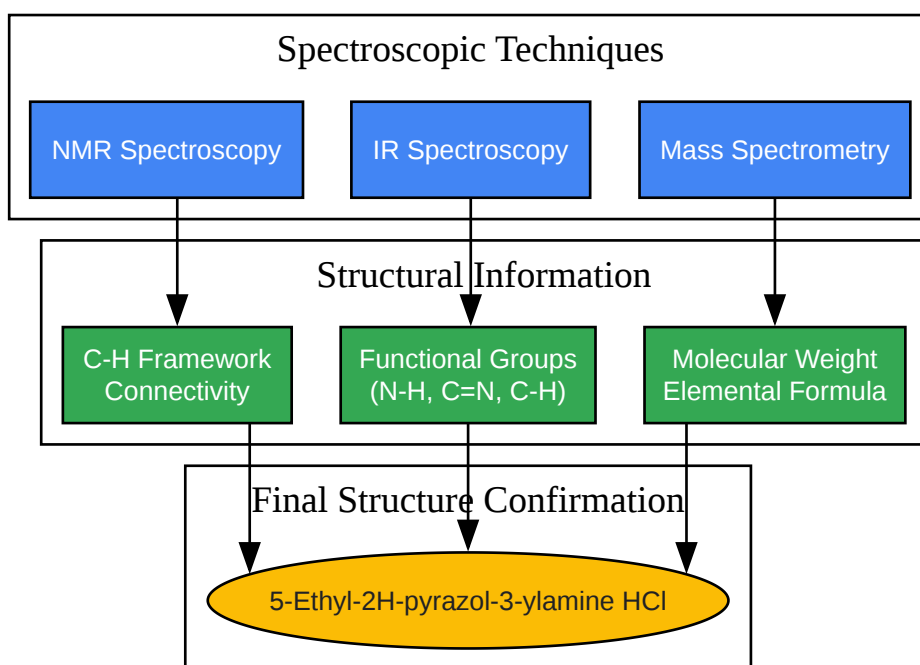 Spectroscopic Techniques
NMR Spectroscopy
IR Spectroscopy
Mass Spectrometry
Structural Information
C-H Framework
Connectivity
Functional Groups
(N-H, C=N, C-H)
Molecular Weight
Elemental Formula
Final Structure Confirmation
5-Ethyl-2H-pyrazol-3-ylamine HCl